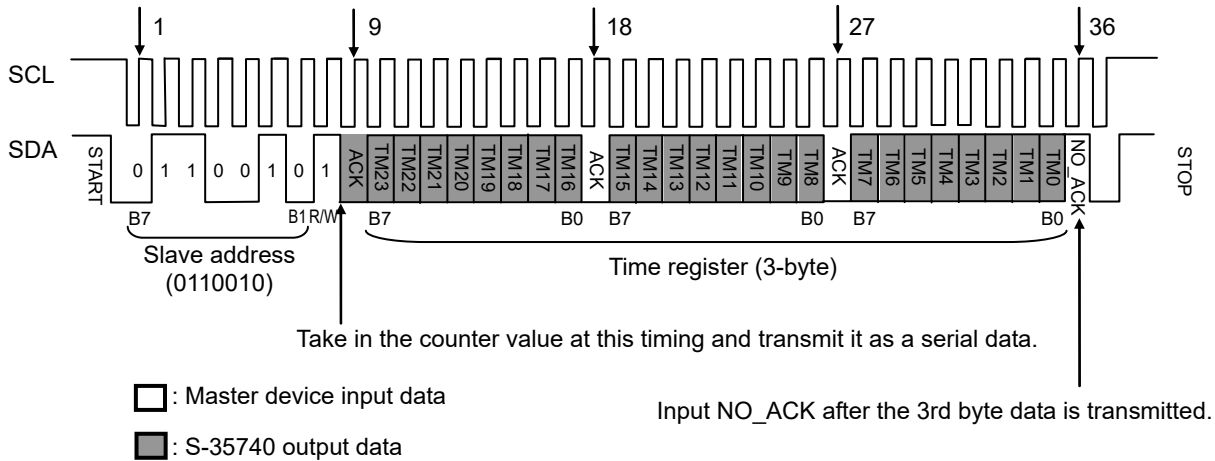 1 9 18 27 36
SCL
SDA
START 0 1 1 0 0 1 0 1 ACK TM23 TM22 TM21 TM20 TM19 TM18 TM17 TM16 ACK TM15 TM14 TM13 TM12 TM11 TM10 TM9 TM8 ACK TM7 TM6 TM5 TM4 TM3 TM2 TM1 TM0 NO_ACK STOP
B7 B1 R/W B7 B0 B7 B0 B7 B0
Slave address
(0110010)
Time register (3-byte)
Take in the counter value at this timing and transmit it as a serial data.
: Master device input data
Input NO_ACK after the 3rd byte data is transmitted.
: S-35740 output data